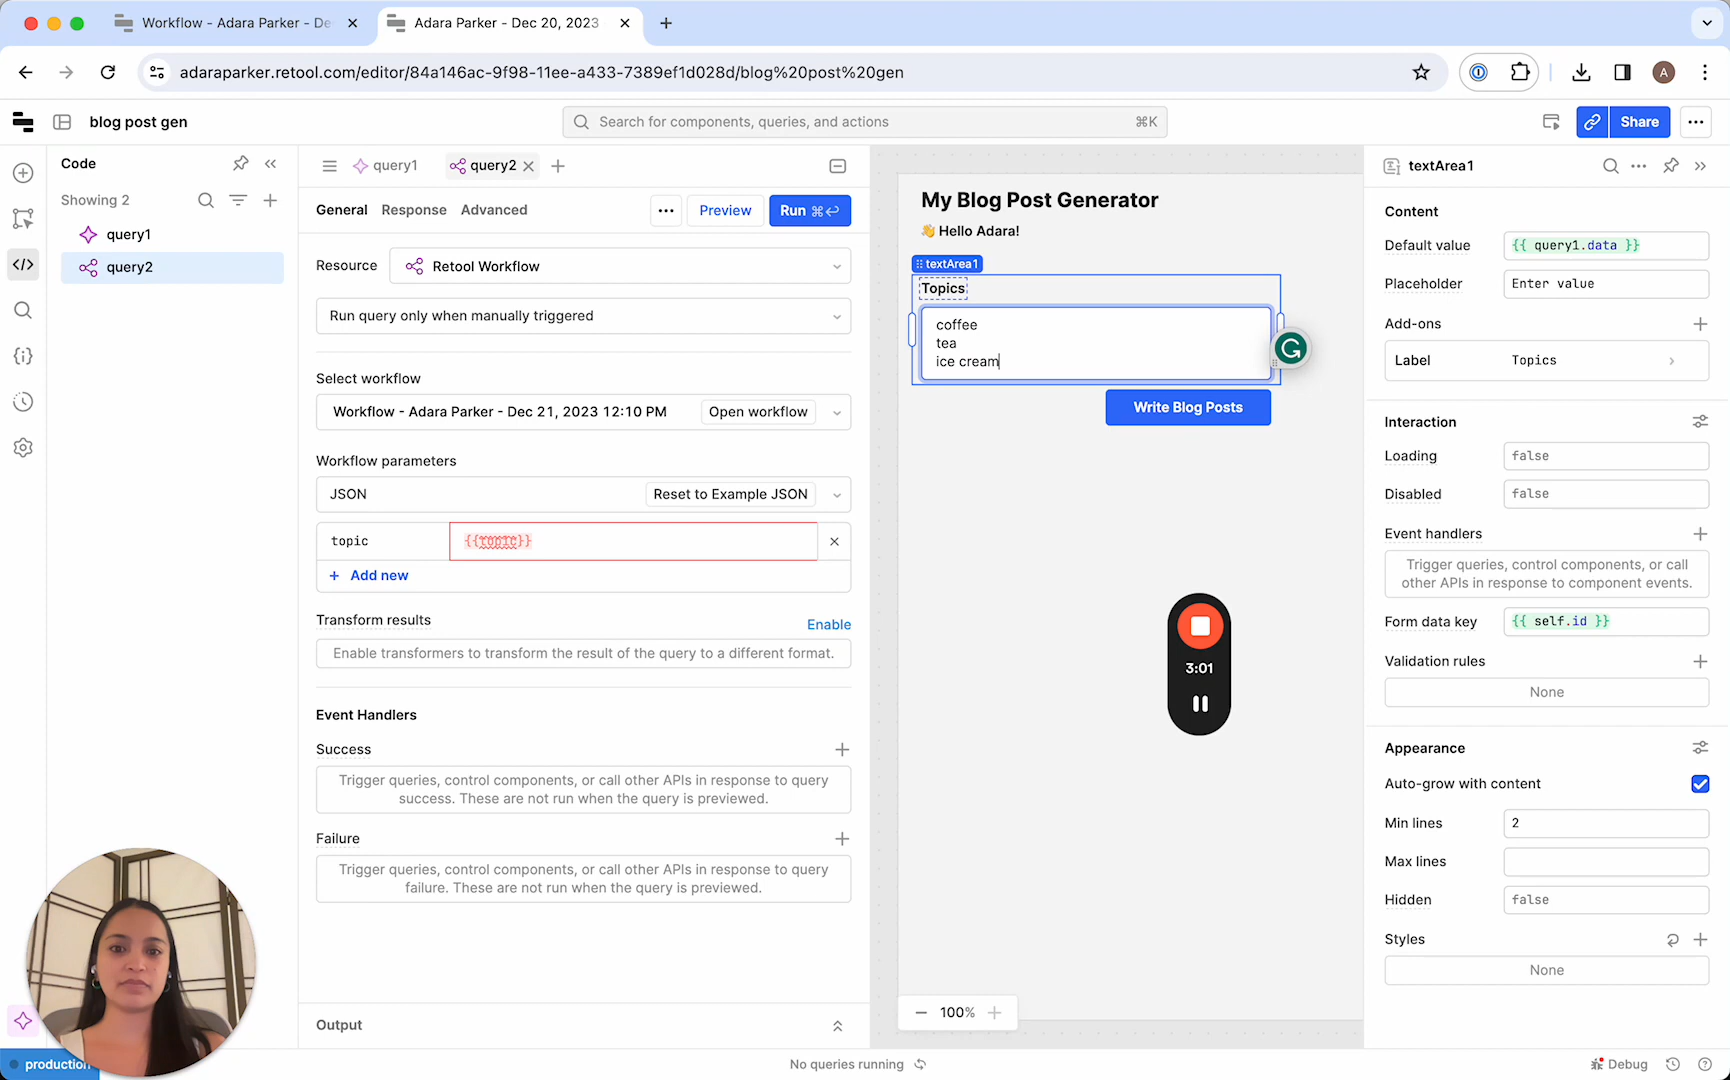 Workflow - Adara Parker - De
Adara Parker - Dec 20, 2023
adaraparker.retool.com/editor/84a146ac-9f98-11ee-a433-7389ef1d028d/blog%20post%20gen
A
blog post gen
Search for components, queries, and actions
⌘K
Share
Code
Showing 2
query1
query2
query1
query2
General
Response
Advanced
Preview
Run ⌘↩
Resource
Retool Workflow
Run query only when manually triggered
Select workflow
Workflow - Adara Parker - Dec 21, 2023 12:10 PM
Open workflow
Workflow parameters
JSON
Reset to Example JSON
topic
{{topic}}
+ Add new
Transform results
Enable
Enable transformers to transform the result of the query to a different format.
Event Handlers
Success
Trigger queries, control components, or call other APIs in response to query
success. These are not run when the query is previewed.
Failure
Trigger queries, control components, or call other APIs in response to query
failure. These are not run when the query is previewed.
Output
My Blog Post Generator
👋 Hello Adara!
textArea1
Topics
coffee
tea
ice cream
Write Blog Posts
3:01
100%
textArea1
Content
Default value
{{ query1.data }}
Placeholder
Enter value
Add-ons
Label
Topics
Interaction
Loading
false
Disabled
false
Event handlers
Trigger queries, control components, or call
other APIs in response to component events.
Form data key
{{ self.id }}
Validation rules
None
Appearance
Auto-grow with content
Min lines
2
Max lines
Hidden
false
Styles
None
production
No queries running
Debug